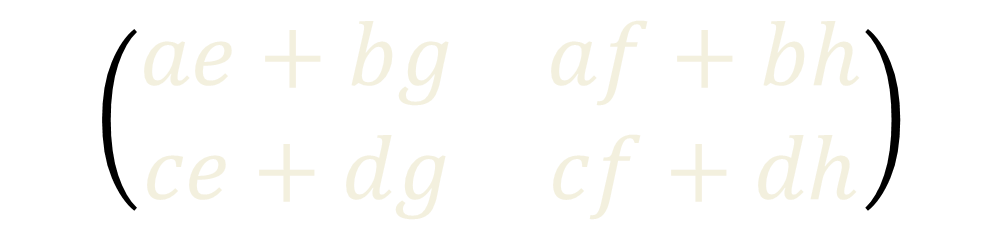 ( ae + bg   af + bh )
( ce + dg   cf + dh )